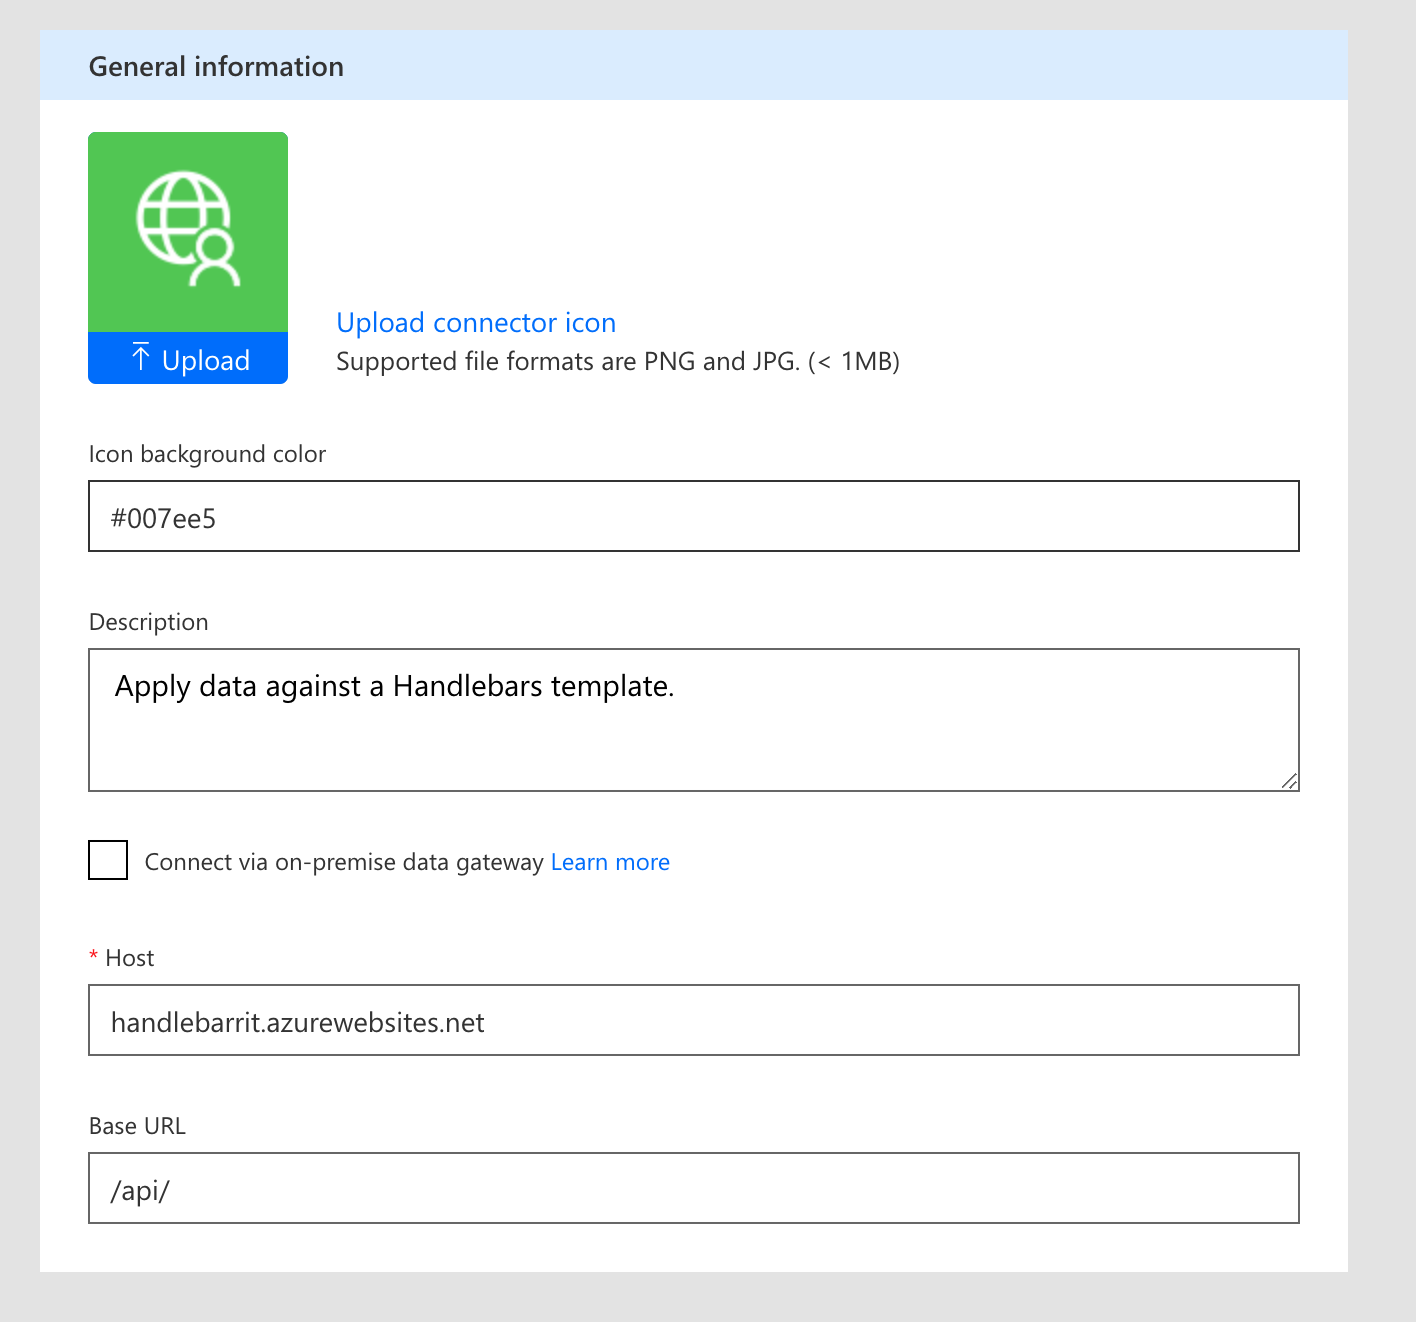 General information
Upload
Upload connector icon
Supported file formats are PNG and JPG. (< 1MB)
Icon background color
#007ee5
Description
Apply data against a Handlebars template.
Connect via on-premise data gateway Learn more
* Host
handlebarrit.azurewebsites.net
Base URL
/api/